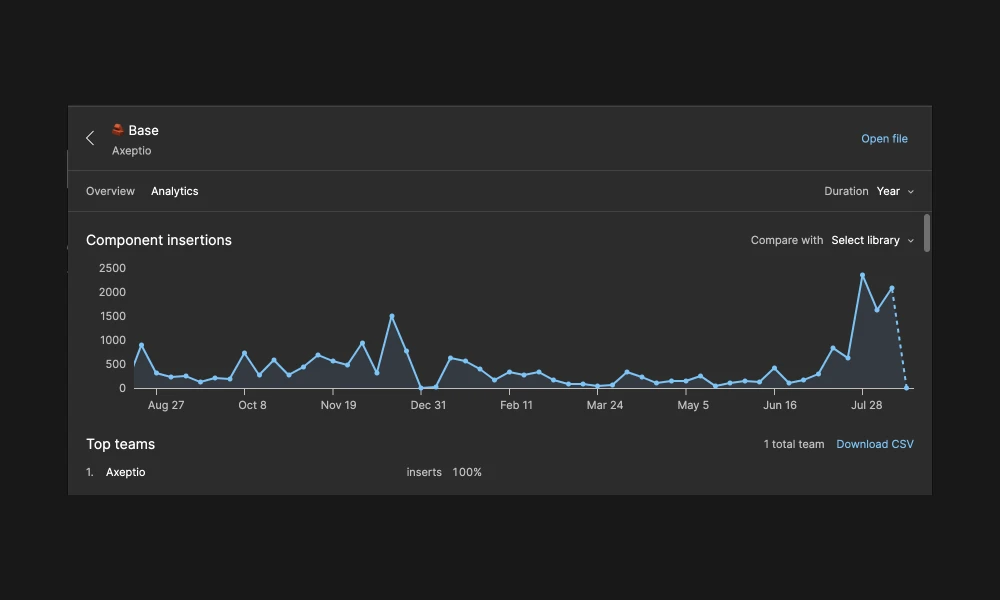 Base
Open file
Axeptio
Overview Analytics Duration Year
Component insertions Compare with Select library
2500
2000
1500
1000
500
0
Aug 27 Oct 8 Nov 19 Dec 31 Feb 11 Mar 24 May 5 Jun 16 Jul 28
Top teams 1 total team Download CSV
1. Axeptio inserts 100%